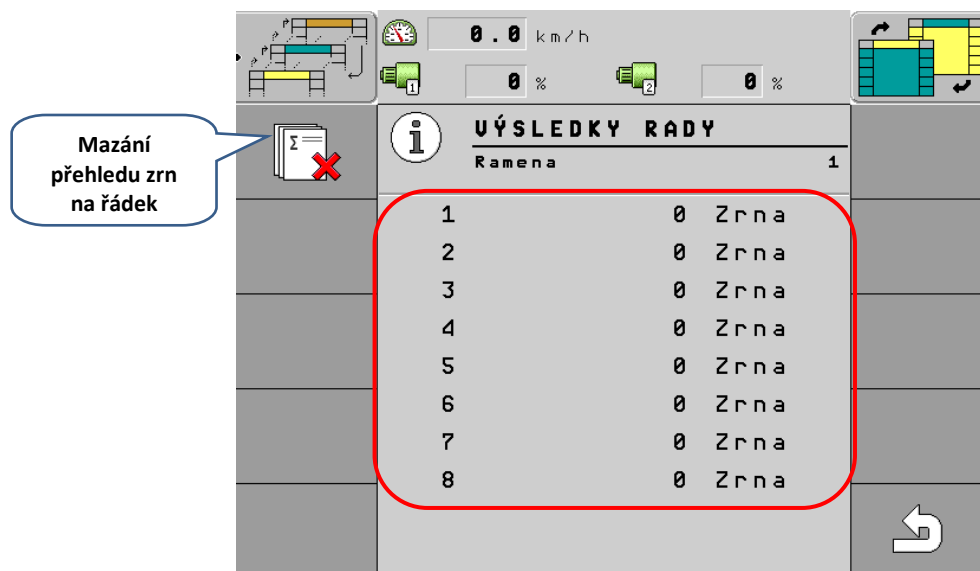 0.0 km/h
1 0 % 2 0 %
Mazání
přehledu zrn
na řádek
Σ
i
VÝSLEDKY RADY
Ramena 1
1 0 Zrna
2 0 Zrna
3 0 Zrna
4 0 Zrna
5 0 Zrna
6 0 Zrna
7 0 Zrna
8 0 Zrna